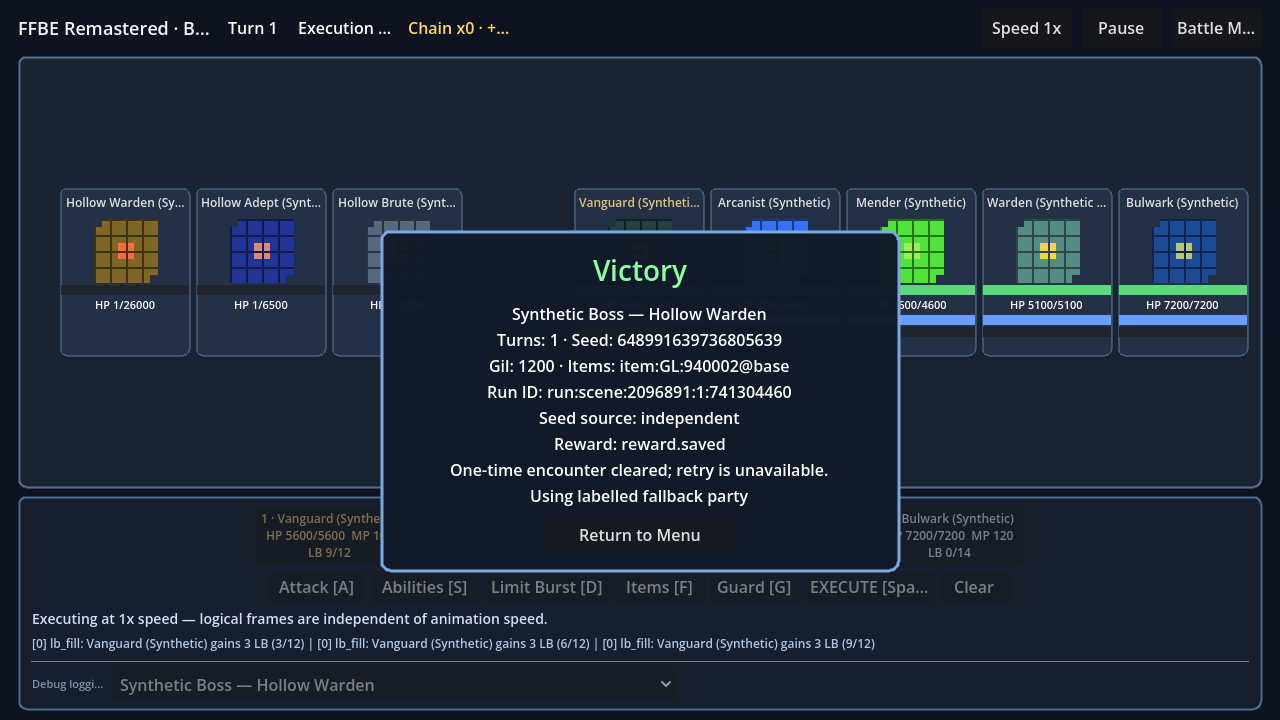 FFBE Remastered · B...
Turn 1
Execution ...
Chain x0 · +...
Speed 1x
Pause
Battle M...
Hollow Warden (Sy...
Hollow Adept (Synt...
Hollow Brute (Synt...
Vanguard (Syntheti...
Arcanist (Synthetic)
Mender (Synthetic)
Warden (Synthetic ...
Bulwark (Synthetic)
HP 1/26000
HP 1/6500
HP 5100/5100
HP 7200/7200
Victory
Synthetic Boss — Hollow Warden
Turns: 1 · Seed: 648991639736805639
Gil: 1200 · Items: item:GL:940002@base
Run ID: run:scene:2096891:1:741304460
Seed source: independent
Reward: reward.saved
One-time encounter cleared; retry is unavailable.
Using labelled fallback party
Return to Menu
1 · Vanguard (Synthe
HP 5600/5600 MP
LB 9/12
Bulwark (Synthetic)
7200/7200 MP 120
LB 0/14
Attack [A]
Abilities [S]
Limit Burst [D]
Items [F]
Guard [G]
EXECUTE [Spa...
Clear
Executing at 1x speed — logical frames are independent of animation speed.
[0] lb_fill: Vanguard (Synthetic) gains 3 LB (3/12) | [0] lb_fill: Vanguard (Synthetic) gains 3 LB (6/12) | [0] lb_fill: Vanguard (Synthetic) gains 3 LB (9/12)
Debug loggi...
Synthetic Boss — Hollow Warden